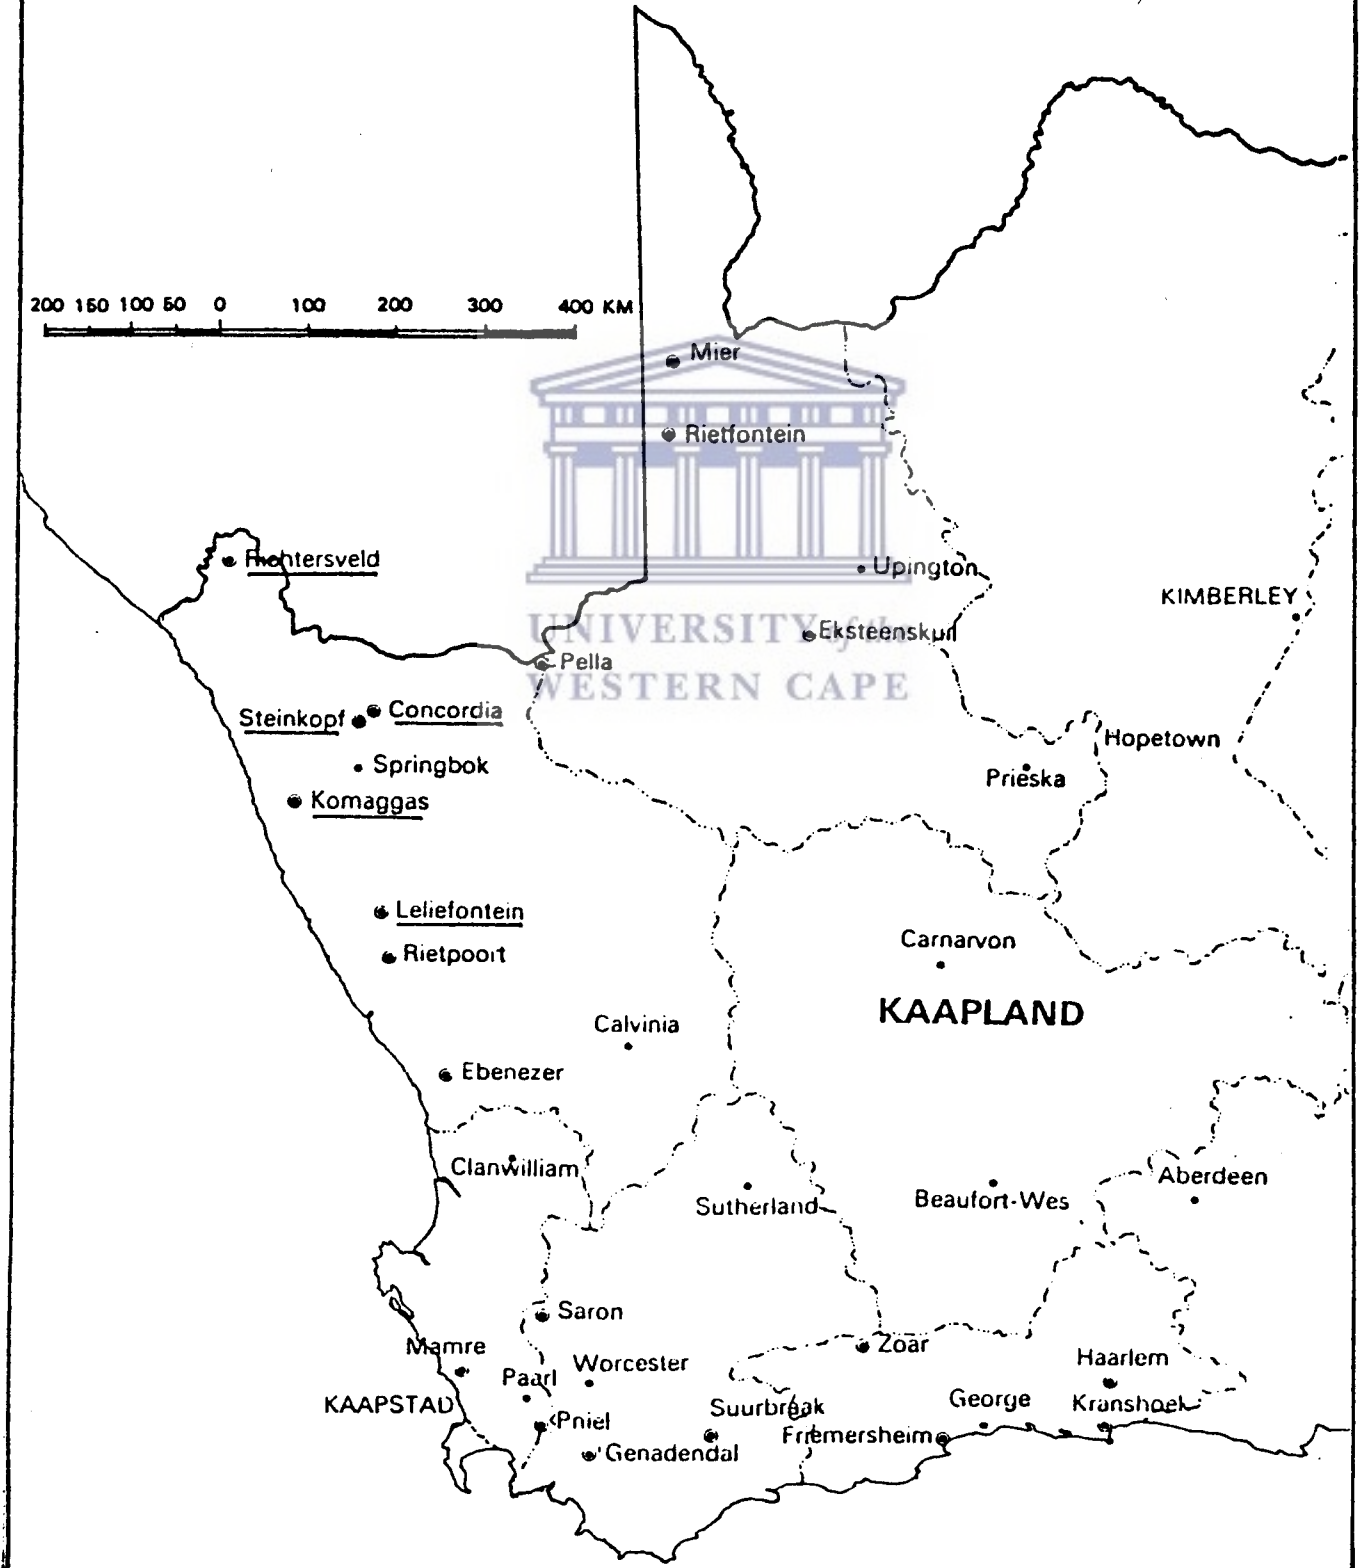 200 150 100 50 0 100 200 300 400 KM
Mier
Rietfontein
Richtersveld
Upington
KIMBERLEY
UNIVERSITY of the
Eksteenskuil
Pella
WESTERN CAPE
Steinkopf
Concordia
Hopetown
Springbok
Prieska
Komaggas
Leliefontein
Carnarvon
Rietpoort
KAAPLAND
Calvinia
Ebenezer
Clanwilliam
Aberdeen
Sutherland
Beaufort-Wes
Saron
Mamre
Zoar
Worcester
Haarlem
Paarl
KAAPSTAD
George
Kranshoek
Suurbraak
Pniel
Friemersheim
Genadendal